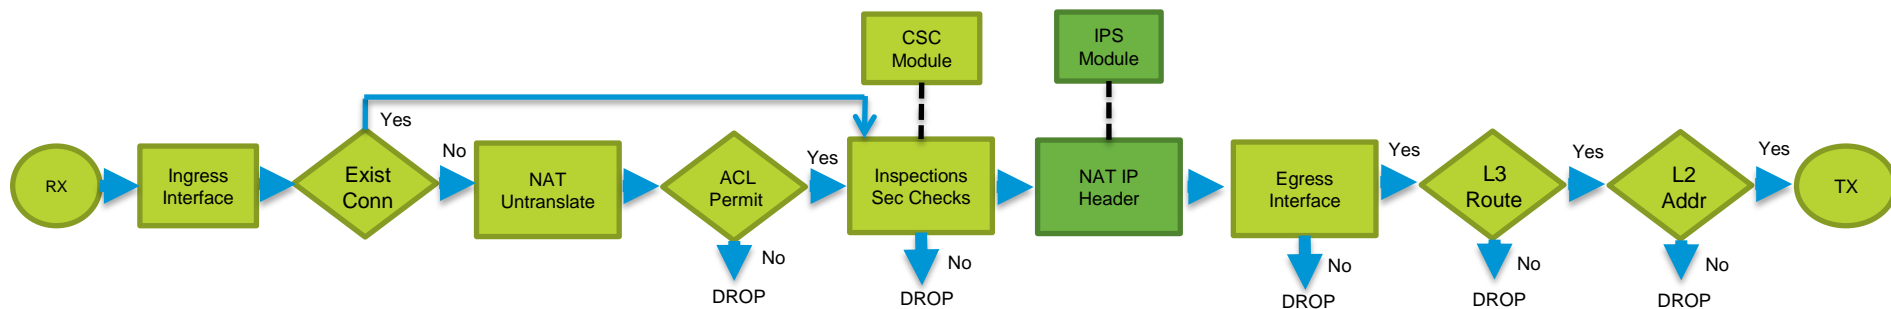 CSC
Module
IPS
Module
Yes
No
Yes
Yes
Yes
Yes
RX
Ingress
Interface
Exist
Conn
NAT
Untranslate
ACL
Permit
Inspections
Sec Checks
NAT IP
Header
Egress
Interface
L3
Route
L2
Addr
TX
No
No
No
No
No
DROP
DROP
DROP
DROP
DROP